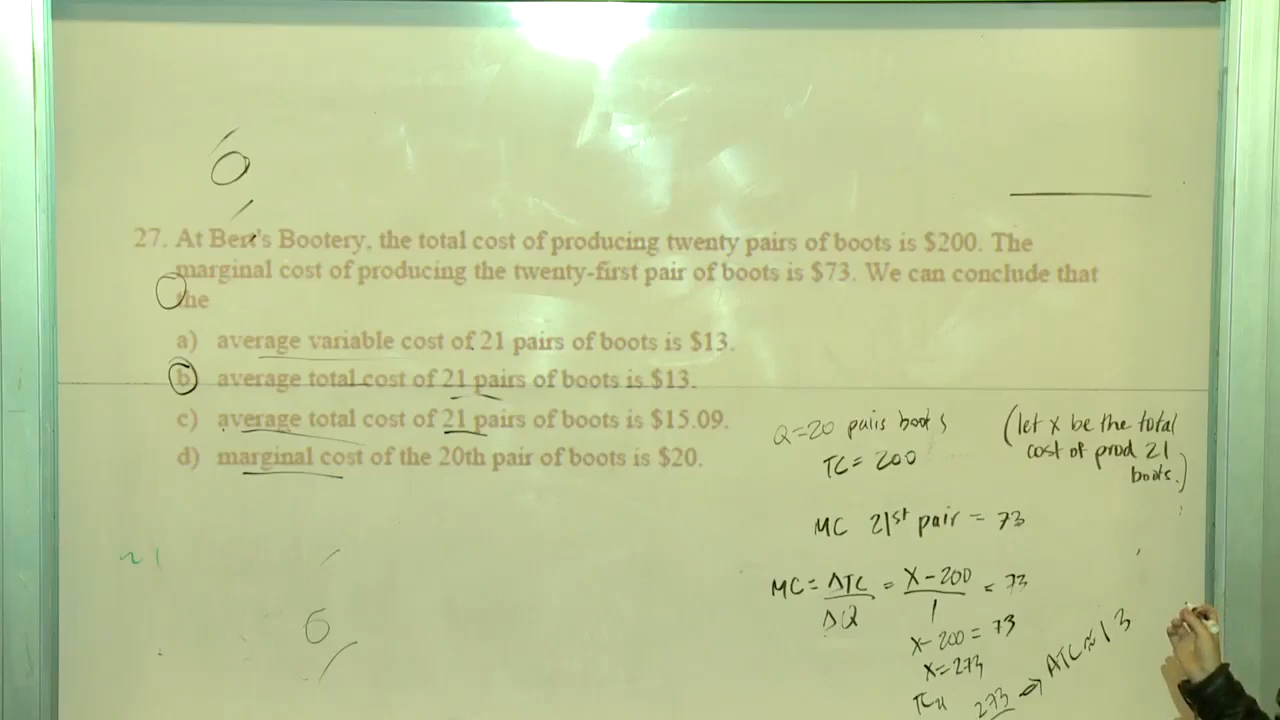 27. At Bert's Bootery, the total cost of producing twenty pairs of boots is $200. The
marginal cost of producing the twenty-first pair of boots is $73. We can conclude that
the
a) average variable cost of 21 pairs of boots is $13.
b) average total cost of 21 pairs of boots is $13.
c) average total cost of 21 pairs of boots is $15.09.
d) marginal cost of the 20th pair of boots is $20.
Q=20 pairs boots
TC = 200
(let x be the total
cost of prod 21
boots.)
MC 21st pair = 73
MC = ΔTC/ΔQ = X-200/1 = 73
X-200 = 73
X=273
273 → ATC ≈ 13